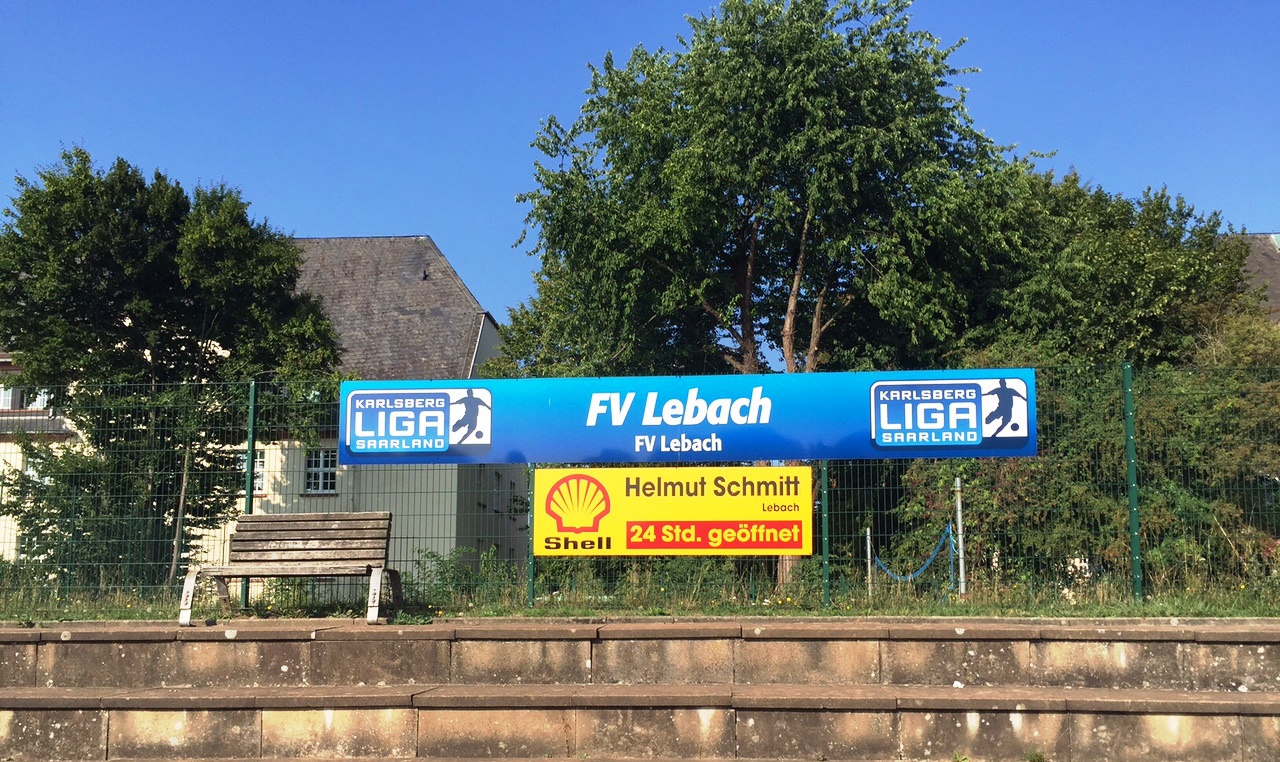 KARLSBERG
LIGA
SAARLAND
FV Lebach
FV Lebach
KARLSBERG
LIGA
SAARLAND
Shell
Helmut Schmitt
Lebach
24 Std. geöffnet